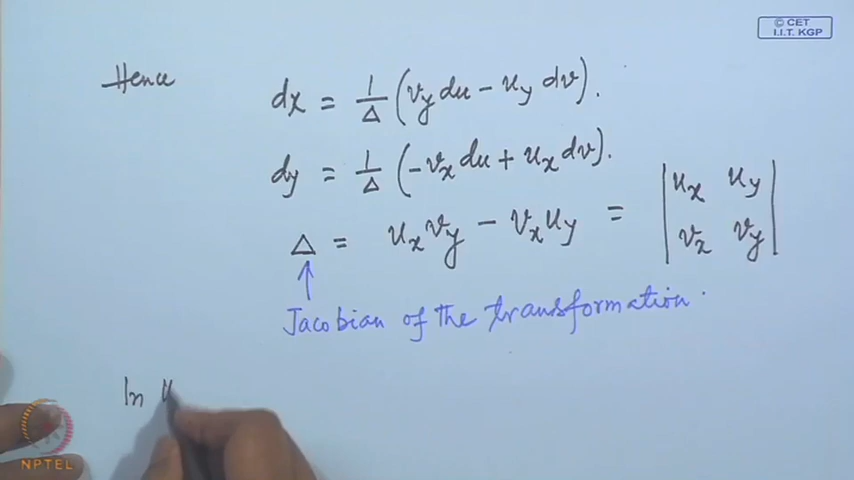 © CET
I.I.T. KGP
Hence dx = 1/Δ (v_y du - u_y dv).
dy = 1/Δ (-v_x du + u_x dv).
Δ = u_x v_y - v_x u_y = | u_x u_y |
| v_x v_y |
↑
Jacobian of the transformation.
In
NPTEL